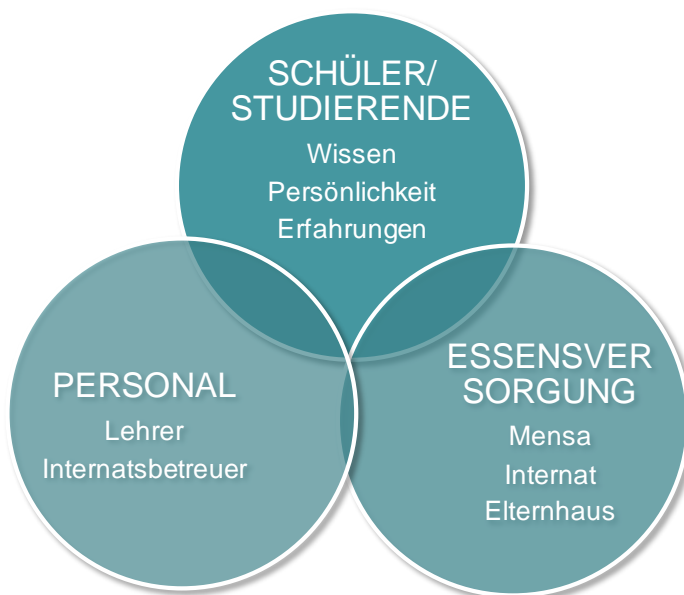 SCHÜLER/
STUDIERENDE
Wissen
Persönlichkeit
Erfahrungen
PERSONAL
Lehrer
Internatsbetreuer
ESSENSVER
SORGUNG
Mensa
Internat
Elternhaus